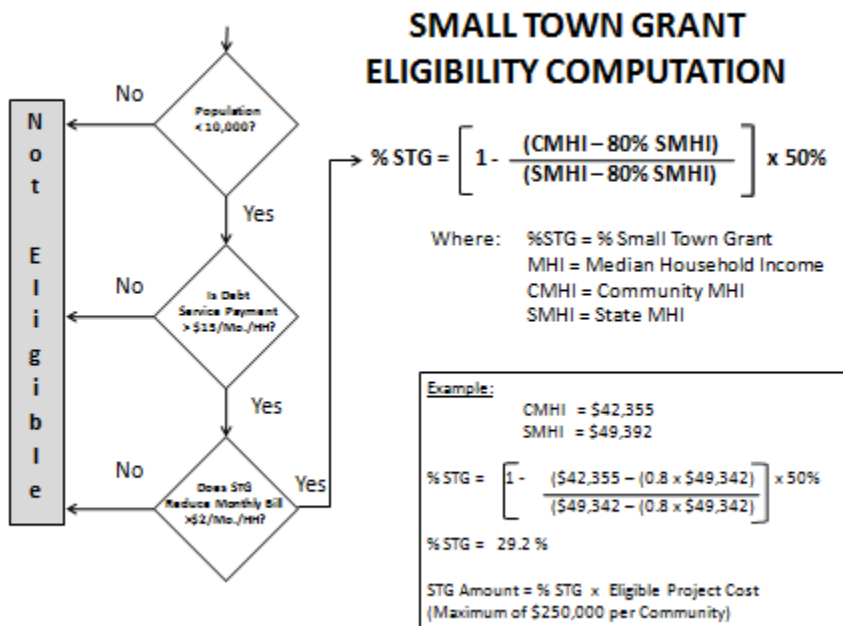 SMALL TOWN GRANT
ELIGIBILITY COMPUTATION
Population
< 10,000?
No
Yes
Is Debt
Service Payment
> $15/Mo./HH?
No
Yes
Does STG
Reduce Monthly Bill
>$2/Mo./HH?
No
Yes
Not Eligible
% STG = [ 1 - (CMHI – 80% SMHI) / (SMHI – 80% SMHI) ] x 50%
Where: %STG = % Small Town Grant
MHI = Median Household Income
CMHI = Community MHI
SMHI = State MHI
Example:
CMHI = $42,355
SMHI = $49,392
% STG = [ 1 - ($42,355 – (0.8 x $49,342) / ($49,342 – (0.8 x $49,342) ] x 50%
% STG = 29.2 %
STG Amount = % STG x Eligible Project Cost
(Maximum of $250,000 per Community)